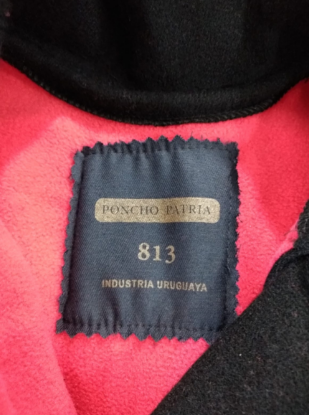 PONCHO PATRIA
813
INDUSTRIA URUGUAYA